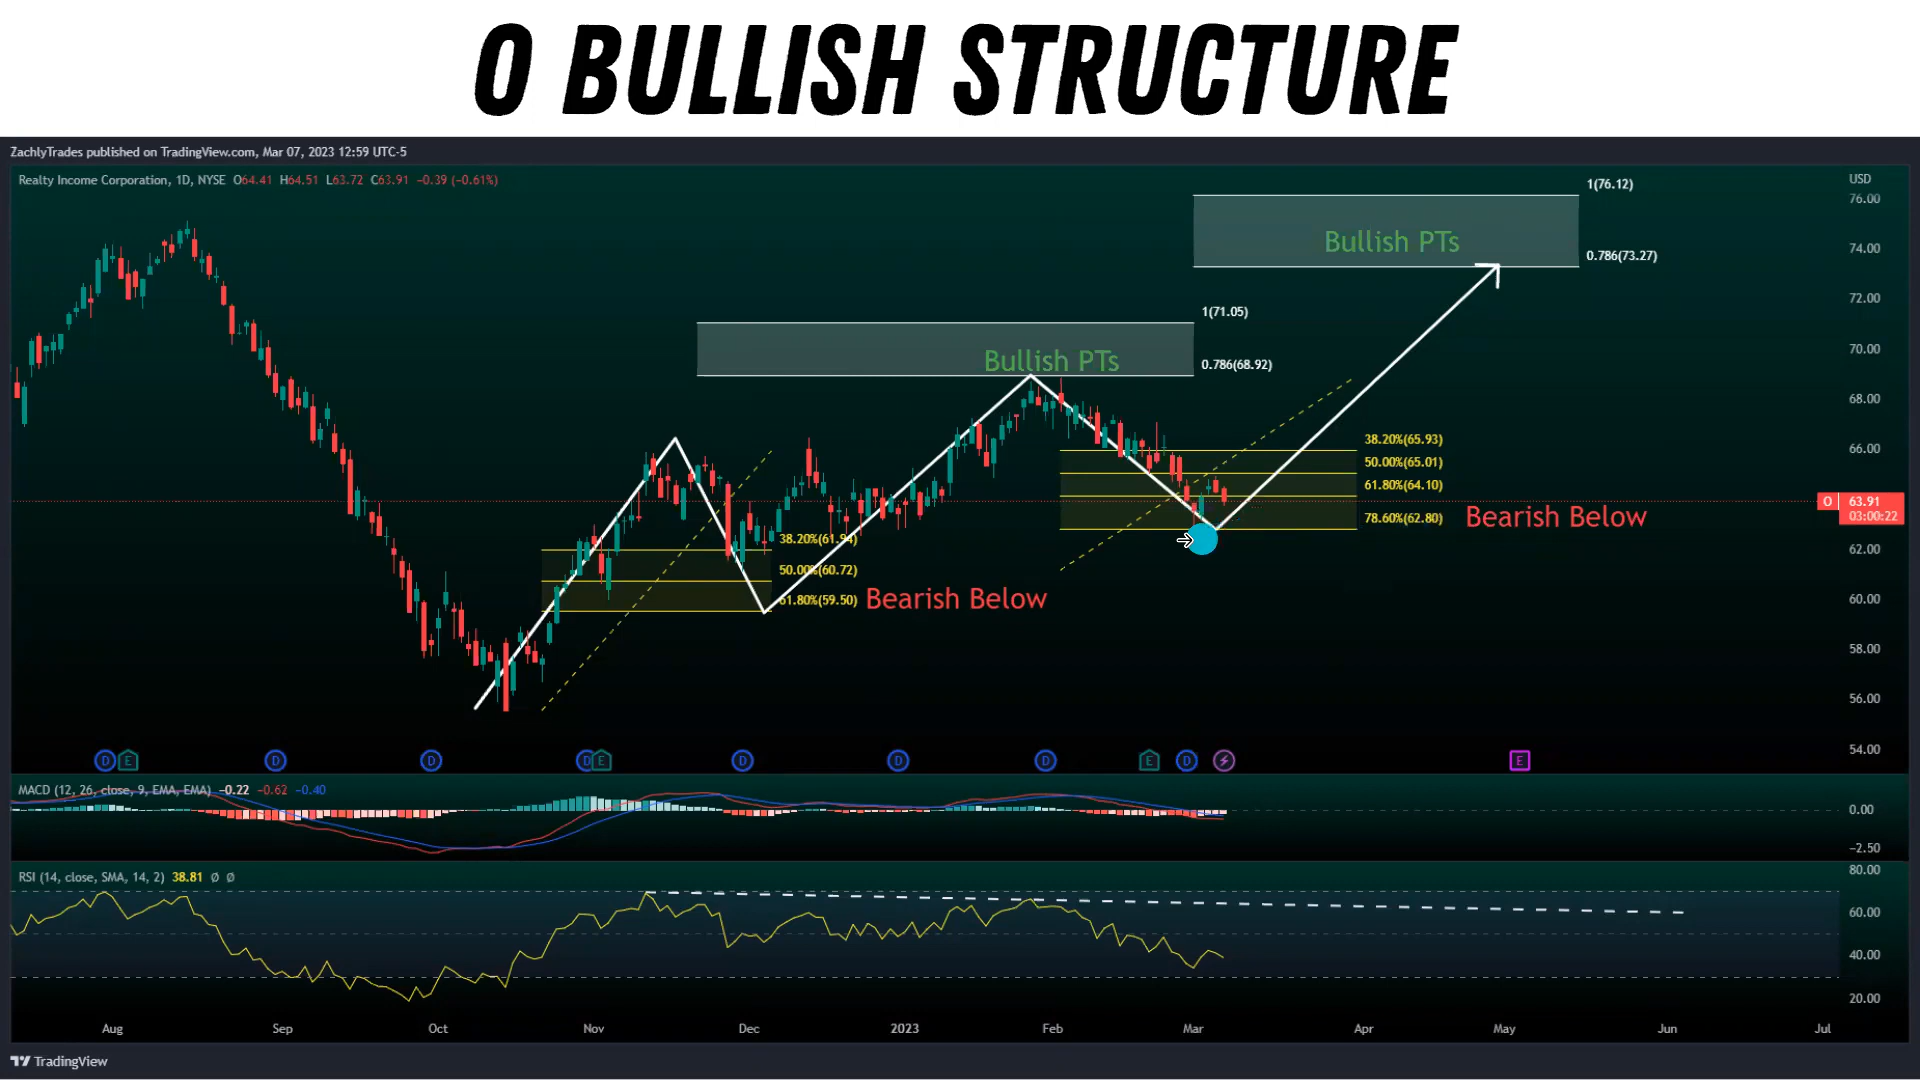 O BULLISH STRUCTURE
ZachlyTrades published on TradingView.com, Mar 07, 2023 12:59 UTC-5
Realty Income Corporation, 1D, NYSE O64.41 H64.51 L63.72 C63.91 −0.39 (−0.61%)
USD
1(76.12)
76.00
Bullish PTs
74.00
0.786(73.27)
72.00
1(71.05)
70.00
Bullish PTs
0.786(68.92)
68.00
38.20%(65.93)
66.00
50.00%(65.01)
61.80%(64.10)
O 63.91
03:00:22
78.60%(62.80) Bearish Below
38.20%(61.94)
62.00
50.00%(60.72)
61.80%(59.50) Bearish Below
60.00
58.00
56.00
54.00
D E D D D E D D D E D E
MACD (12, 26, close, 9, EMA, EMA) −0.22 −0.62 −0.40
0.00
−2.50
RSI (14, close, SMA, 14, 2) 38.81 Ø Ø
80.00
60.00
40.00
20.00
Aug Sep Oct Nov Dec 2023 Feb Mar Apr May Jun Jul
TradingView